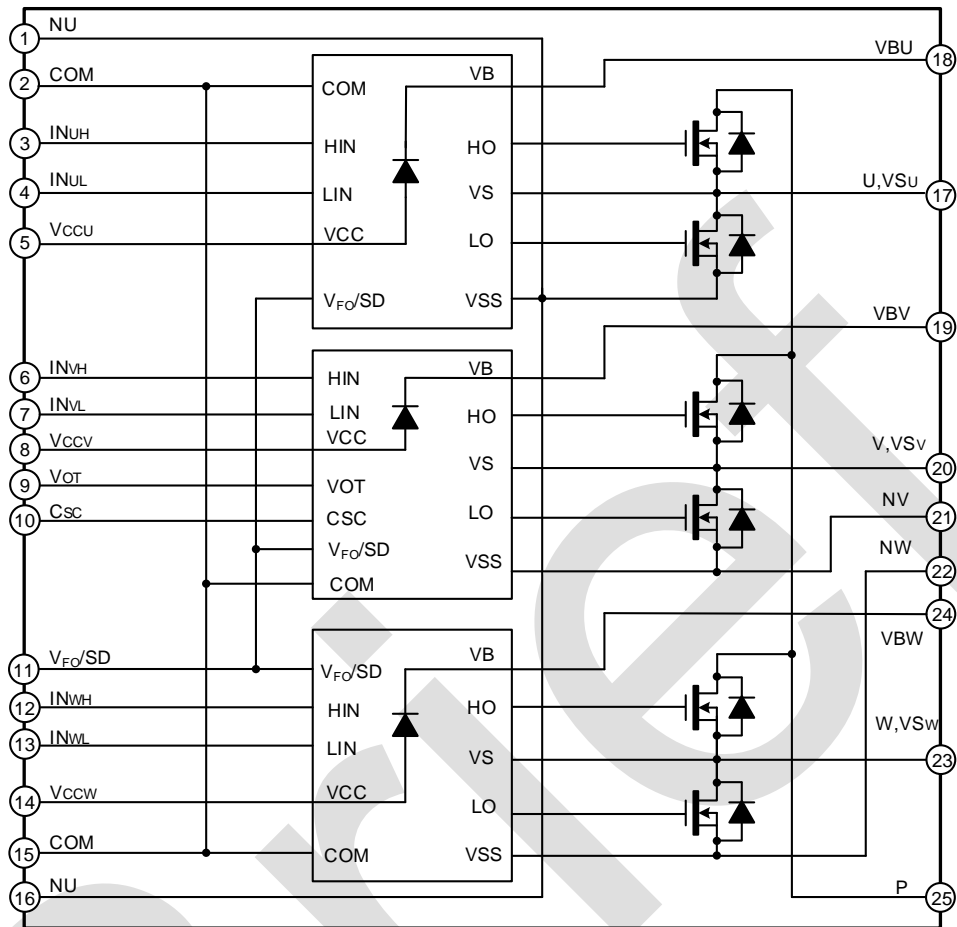 1 NU
2 COM
3 INUH
4 INUL
5 VCCU
6 INVH
7 INVL
8 VCCV
9 VOT
10 CSC
11 VFO/SD
12 INWH
13 INWL
14 VCCW
15 COM
16 NU
COM
HIN
LIN
VCC
VFO/SD
VB
HO
VS
LO
VSS
HIN
LIN
VCC
VOT
CSC
VFO/SD
COM
VB
HO
VS
LO
VSS
VFO/SD
HIN
LIN
VCC
COM
VB
HO
VS
LO
VSS
VBU 18
U,VSU 17
VBV 19
V,VSV 20
NV 21
NW 22
24
VBW
W,VSW 23
P 25